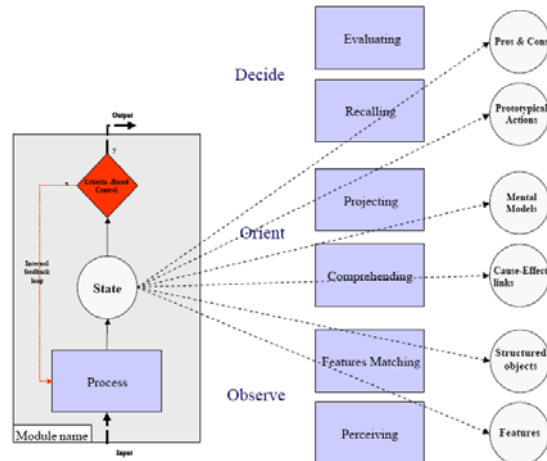 Evaluating
Pros & Cons
Decide
Recalling
Prototypical
Actions
Output
y
Criteria -Based
Control
Projecting
Mental
Models
Orient
Internal
feedback
loop
State
Comprehending
Cause-Effect
links
Features Matching
Structured
objects
Process
Observe
Perceiving
Features
Module name
Input